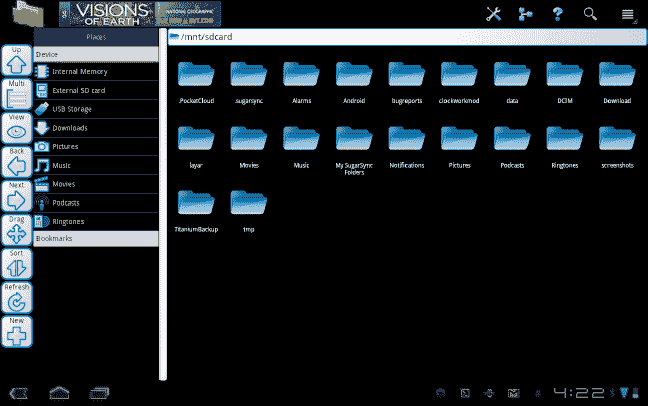 VISIONS
OF EARTH
NATIONAL GEOGRAPHIC
Places
/mnt/sdcard
Up
Multi
View
Back
Next
Drag
Sort
Refresh
New
Device
Internal Memory
External SD card
USB Storage
Downloads
Pictures
Music
Movies
Podcasts
Ringtones
Bookmarks
.PocketCloud
.sugarsync
Alarms
Android
bugreports
clockworkmod
data
DCIM
Download
layar
Movies
Music
My SugarSync
Folders
Notifications
Pictures
Podcasts
Ringtones
screenshots
TitaniumBackup
tmp
4:22